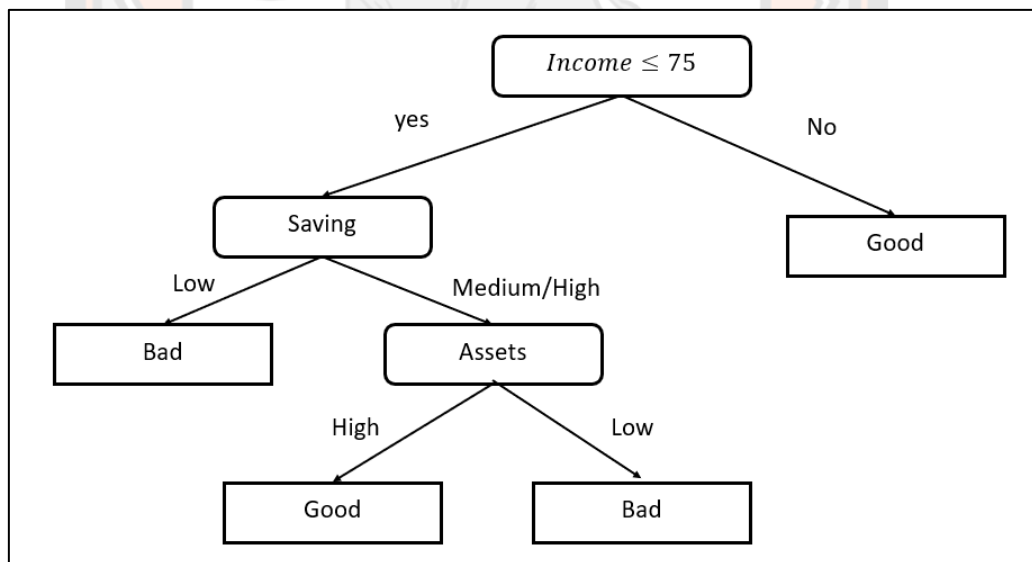 Income ≤ 75
yes
No
Saving
Good
Low
Medium/High
Bad
Assets
High
Low
Good
Bad